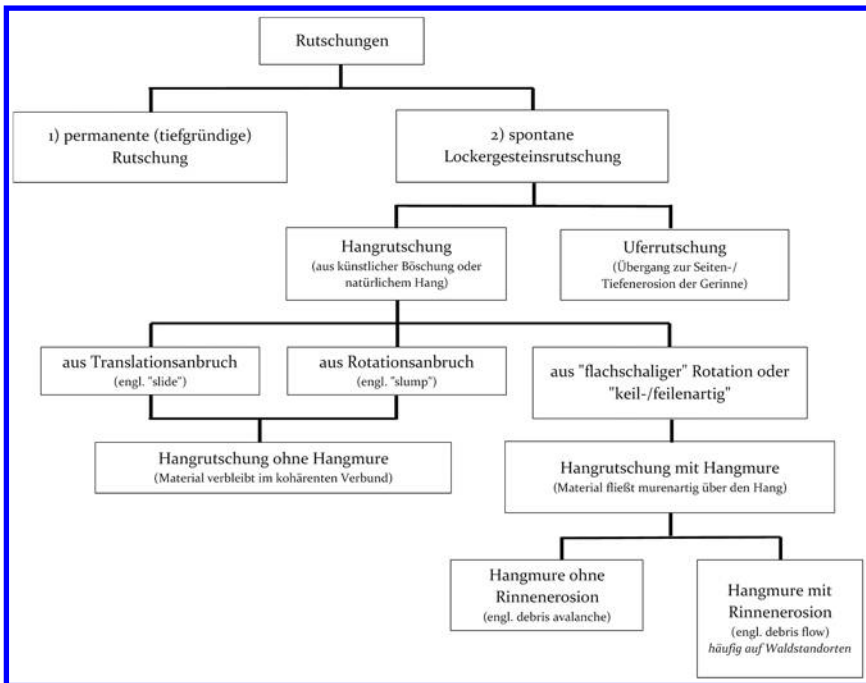 Rutschungen
1) permanente (tiefgründige)
Rutschung
2) spontane
Lockergesteinsrutschung
Hangrutschung
(aus künstlicher Böschung oder
natürlichem Hang)
Uferrutschung
(Übergang zur Seiten-/
Tiefenerosion der Gerinne)
aus Translationsanbruch
(engl. "slide")
aus Rotationsanbruch
(engl. "slump")
aus "flachschaliger" Rotation oder
"keil-/feilenartig"
Hangrutschung ohne Hangmure
(Material verbleibt im kohärenten Verbund)
Hangrutschung mit Hangmure
(Material fließt murenartig über den Hang)
Hangmure ohne
Rinnenerosion
(engl. debris avalanche)
Hangmure mit
Rinnenerosion
(engl. debris flow)
häufig auf Waldstandorten